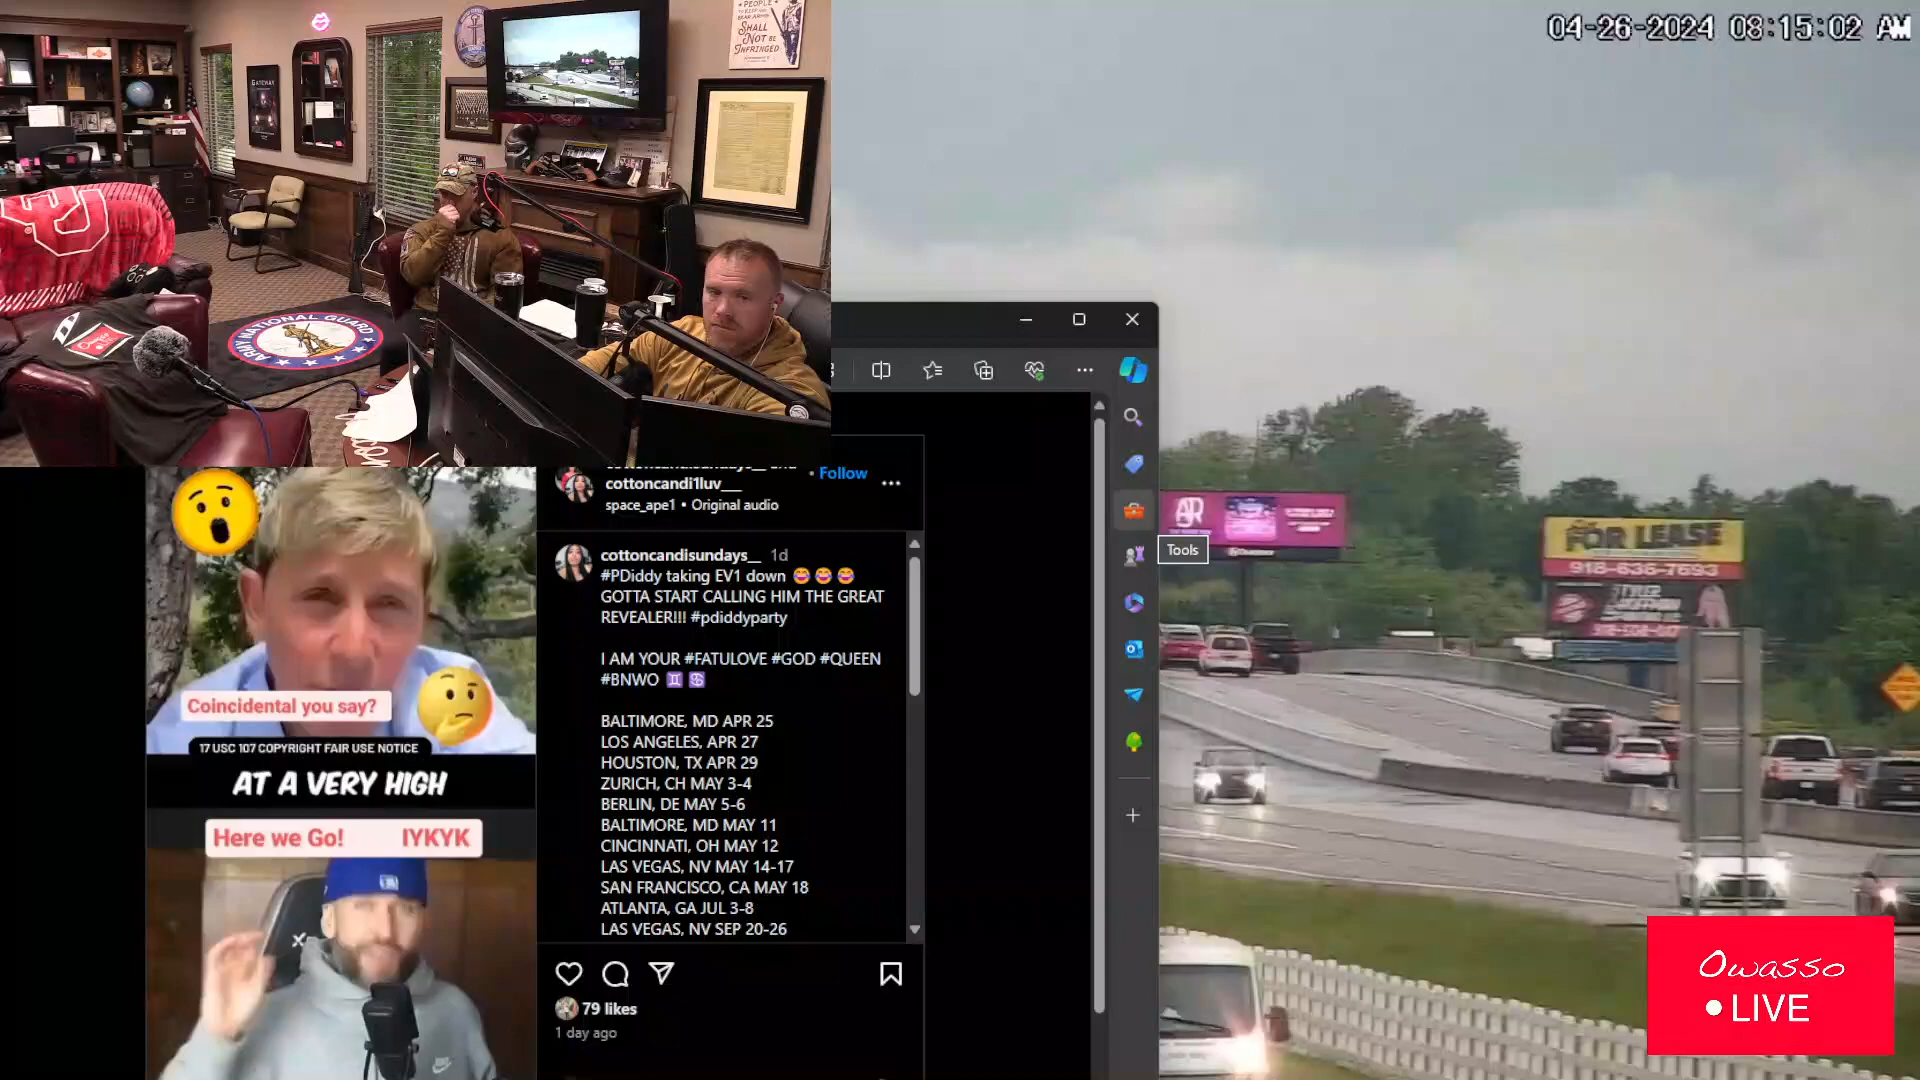 04-26-2024 08:15:02 AM
PEOPLE
SHALL
NOT BE
INFRINGED
GATEWAY
ARMY NATIONAL GUARD
Owasso
Follow
cottoncandi1luv___
space_ape1 • Original audio
cottoncandisundays__ 1d
#PDiddy taking EV1 down 😂 😂 😂
GOTTA START CALLING HIM THE GREAT
REVEALER!!! #pdiddyparty
I AM YOUR #FATULOVE #GOD #QUEEN
#BNWO ♊ ♋
BALTIMORE, MD APR 25
LOS ANGELES, APR 27
HOUSTON, TX APR 29
ZURICH, CH MAY 3-4
BERLIN, DE MAY 5-6
BALTIMORE, MD MAY 11
CINCINNATI, OH MAY 12
LAS VEGAS, NV MAY 14-17
SAN FRANCISCO, CA MAY 18
ATLANTA, GA JUL 3-8
LAS VEGAS, NV SEP 20-26
79 likes
1 day ago
Coincidental you say?
17 USC 107 COPYRIGHT FAIR USE NOTICE
AT A VERY HIGH
Here we Go! IYKYK
Tools
AR
FOR LEASE
918-636-7693
Owasso
LIVE